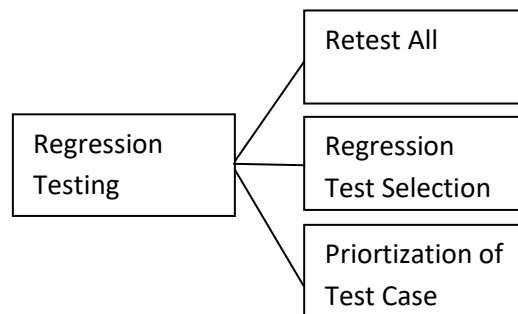 Retest All
Regression
Testing
Regression
Test Selection
Priortization of
Test Case